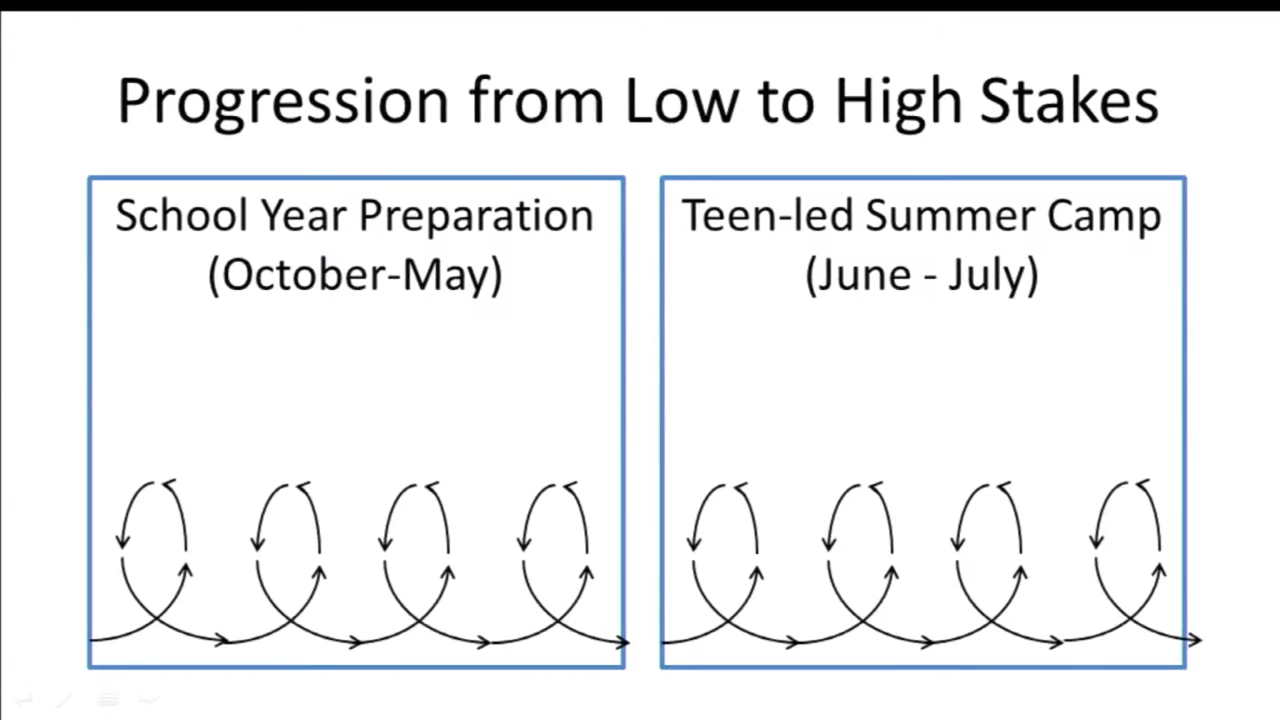 Progression from Low to High Stakes
School Year Preparation
(October-May)
Teen-led Summer Camp
(June - July)